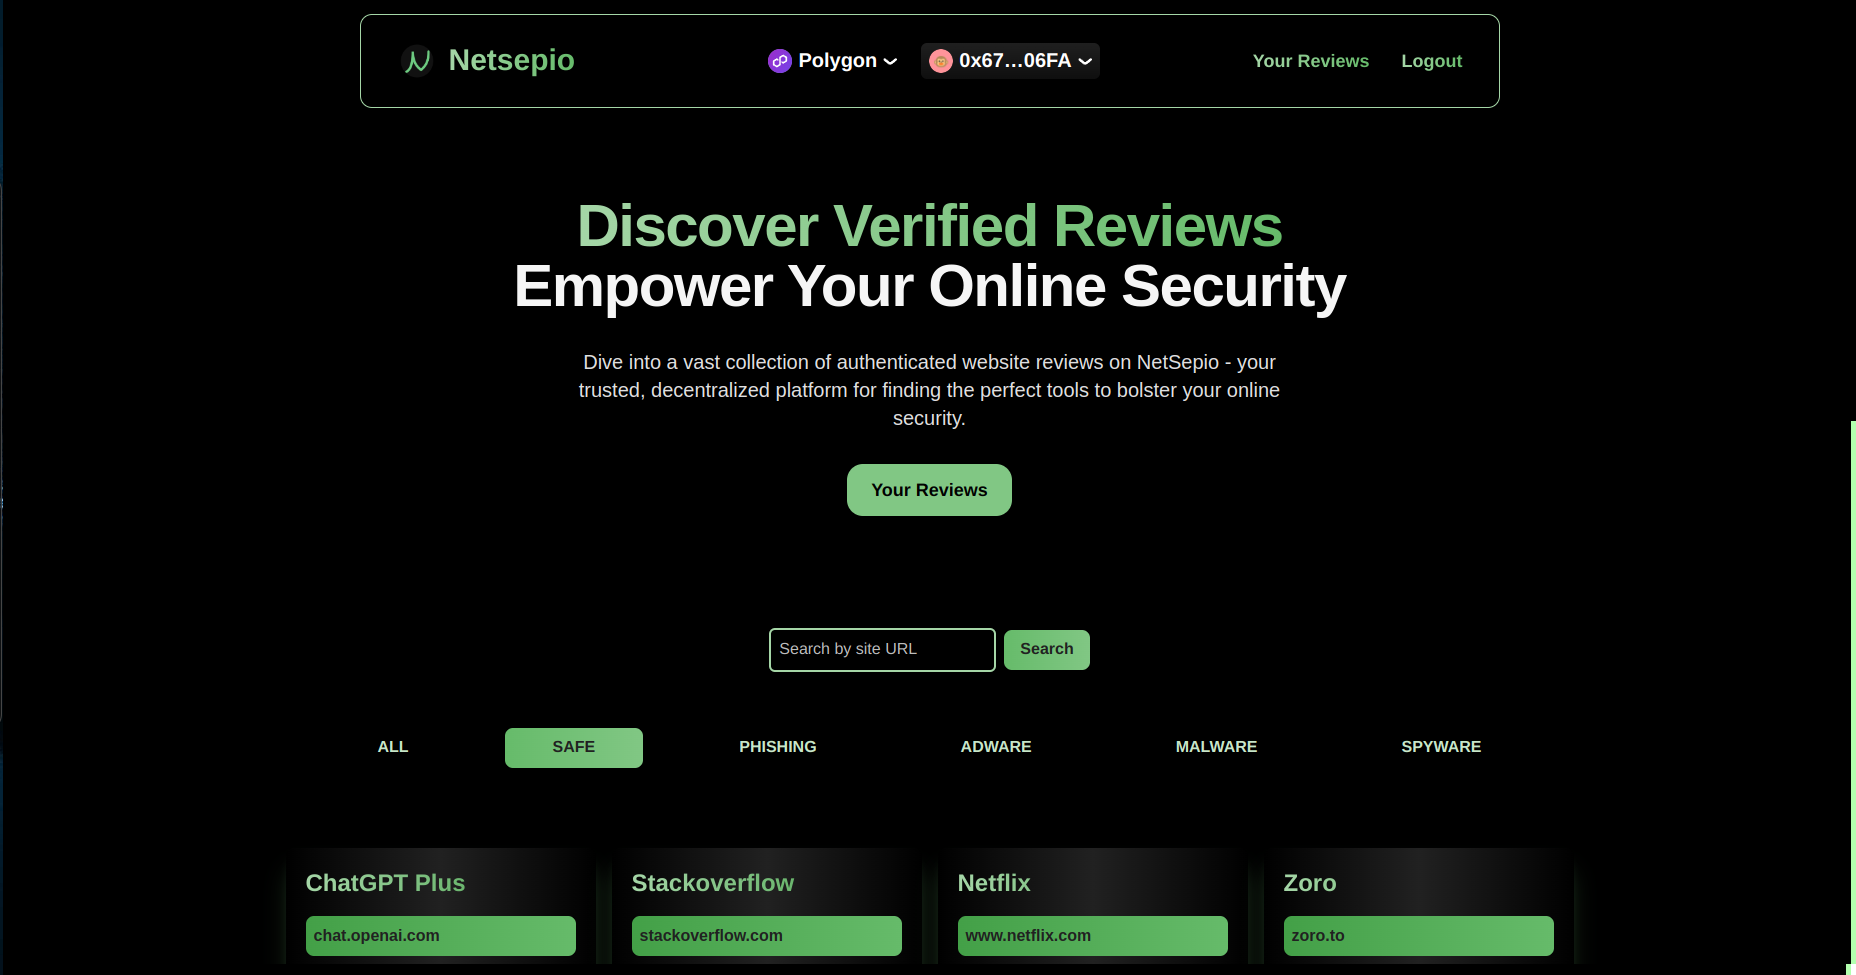 Netsepio
Polygon
0x67...06FA
Your Reviews
Logout
Discover Verified Reviews
Empower Your Online Security
Dive into a vast collection of authenticated website reviews on NetSepio - your
trusted, decentralized platform for finding the perfect tools to bolster your online
security.
Your Reviews
Search by site URL
Search
ALL
SAFE
PHISHING
ADWARE
MALWARE
SPYWARE
ChatGPT Plus
Stackoverflow
Netflix
Zoro
chat.openai.com
stackoverflow.com
www.netflix.com
zoro.to